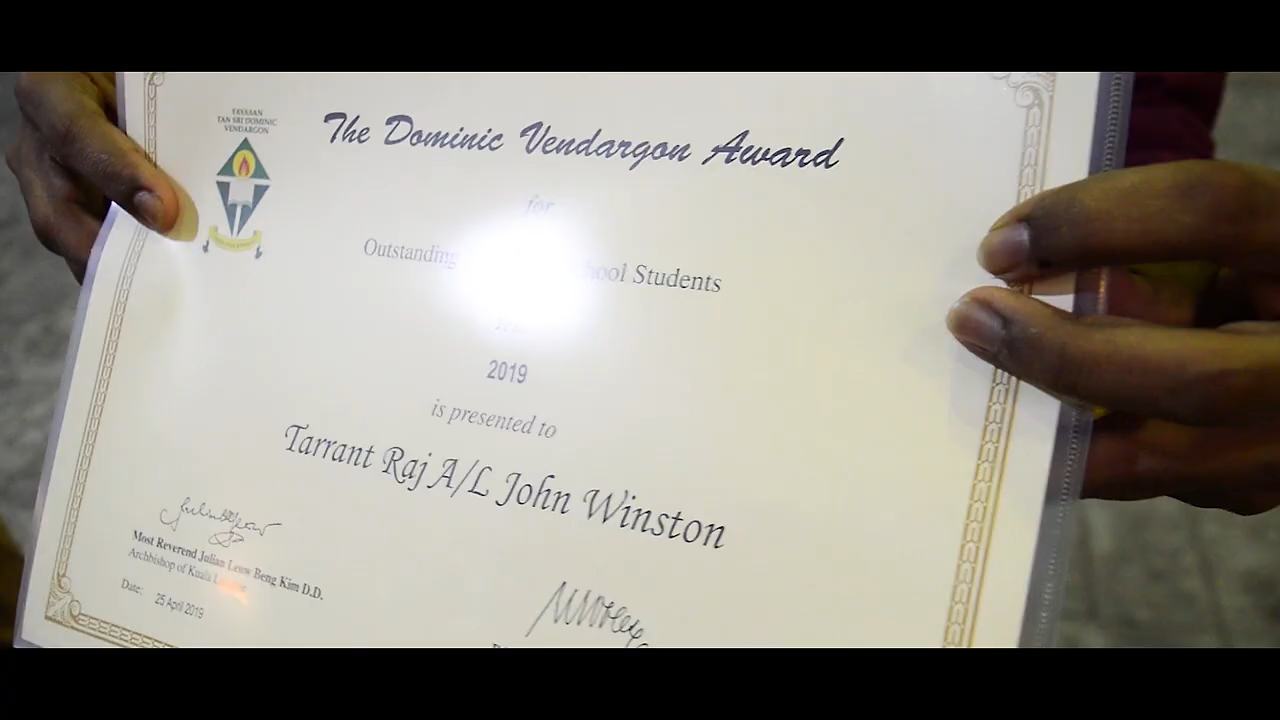 YAYASAN
TAN SRI DOMINIC
VENDARGON
The Dominic Vendargon Award
for
Outstanding School Students
2019
is presented to
Tarrant Raj A/L John Winston
Most Reverend Julian Leow Beng Kim D.D.
Archbishop of Kuala
Date: 25 April 2019